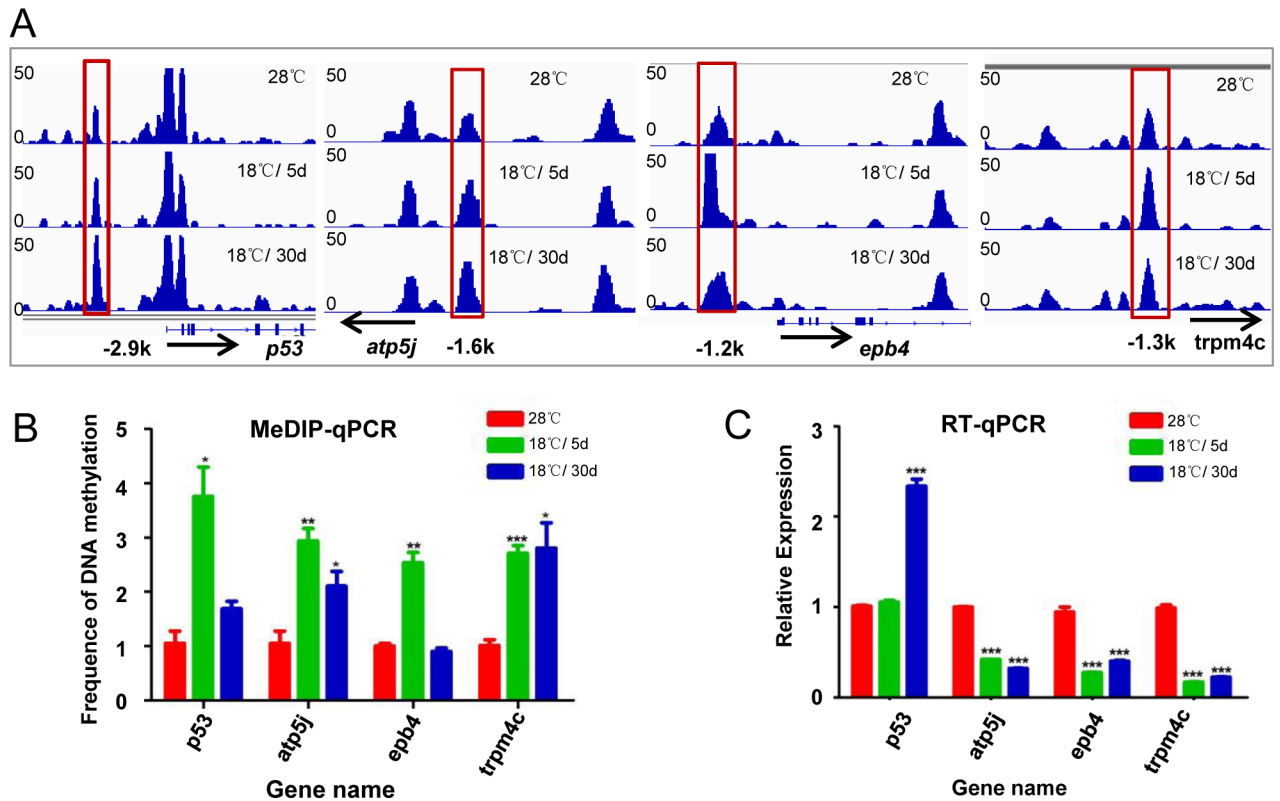 A
50 28℃ 50 28℃ 50 28℃ 50 28℃
0 0 0 0
50 18℃/ 5d 50 18℃/ 5d 50 18℃/ 5d 50 18℃/ 5d
0 0 0 0
50 18℃/ 30d 50 18℃/ 30d 50 18℃/ 30d 50 18℃/ 30d
0 0 0 0
-2.9k p53 atp5j -1.6k -1.2k epb4 -1.3k trpm4c
B
MeDIP-qPCR
28℃
18℃/ 5d
18℃/ 30d
Frequence of DNA methylation
5
4
3
2
1
0
* ** * ** *** *
p53 atp5j epb4 trpm4c
Gene name
C
RT-qPCR
28℃
18℃/ 5d
18℃/ 30d
Relative Expression
3
2
1
0
*** *** *** *** *** *** ***
p53 atp5j epb4 trpm4c
Gene name